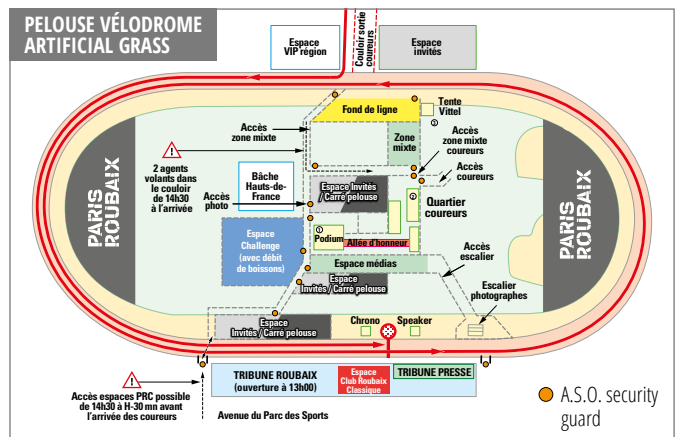 PELOUSE VÉLODROME
ARTIFICIAL GRASS
Espace
VIP région
Couloir sortie
coureurs
Espace
invités
Fond de ligne
Tente
Vittel
3
Accès
zone mixte
Zone
mixte
Accès
zone mixte
coureurs
Accès
coureurs
2 agents
volants dans
le couloir
de 14h30
à l'arrivée
Bâche
Hauts-de-
France
Accès
photo
Espace Invités
/ Carré pelouse
2
Quartier
coureurs
PARIS
ROUBAIX
PARIS
ROUBAIX
Espace
Challenge
(avec débit
de boissons)
1
Podium
Allée d'honneur
Accès
escalier
Espace médias
Espace
Invités / Carré pelouse
Escalier
photographes
Espace
Invités / Carré pelouse
Chrono
Speaker
TRIBUNE ROUBAIX
(ouverture à 13h00)
Espace
Club Roubaix
Classique
TRIBUNE PRESSE
Accès espaces PRC possible
de 14h30 à H-30 mn avant
l'arrivée des coureurs
Avenue du Parc des Sports
A.S.O. security
guard